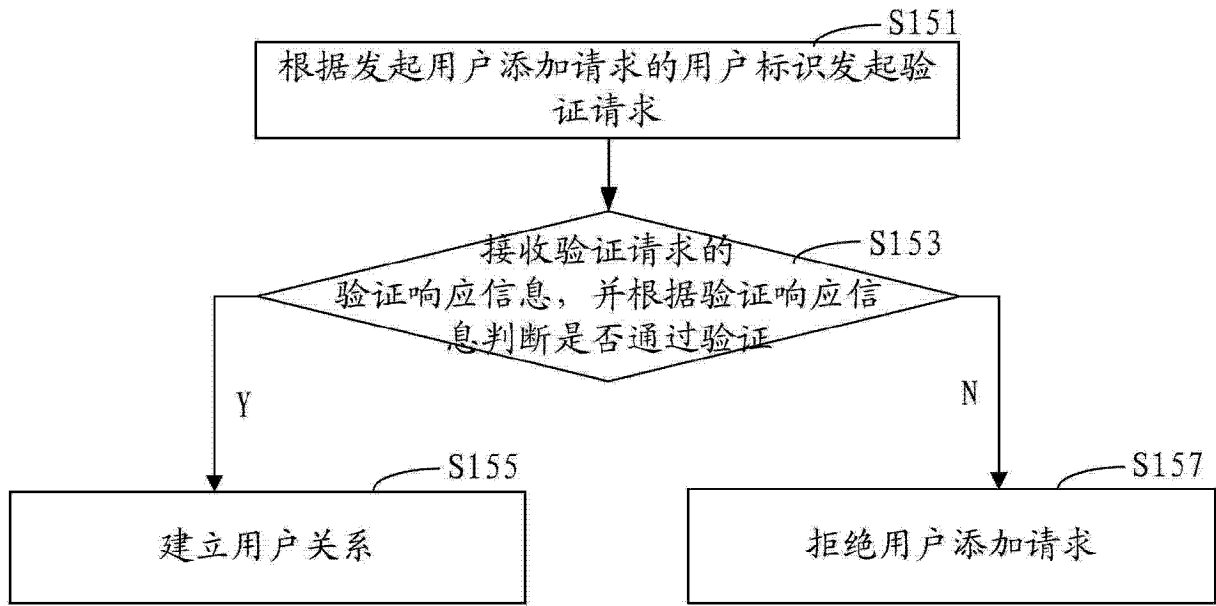 S151
根据发起用户添加请求的用户标识发起验
证请求
S153
接收验证请求的
验证响应信息，并根据验证响应信
息判断是否通过验证
Y
N
S155
建立用户关系
S157
拒绝用户添加请求